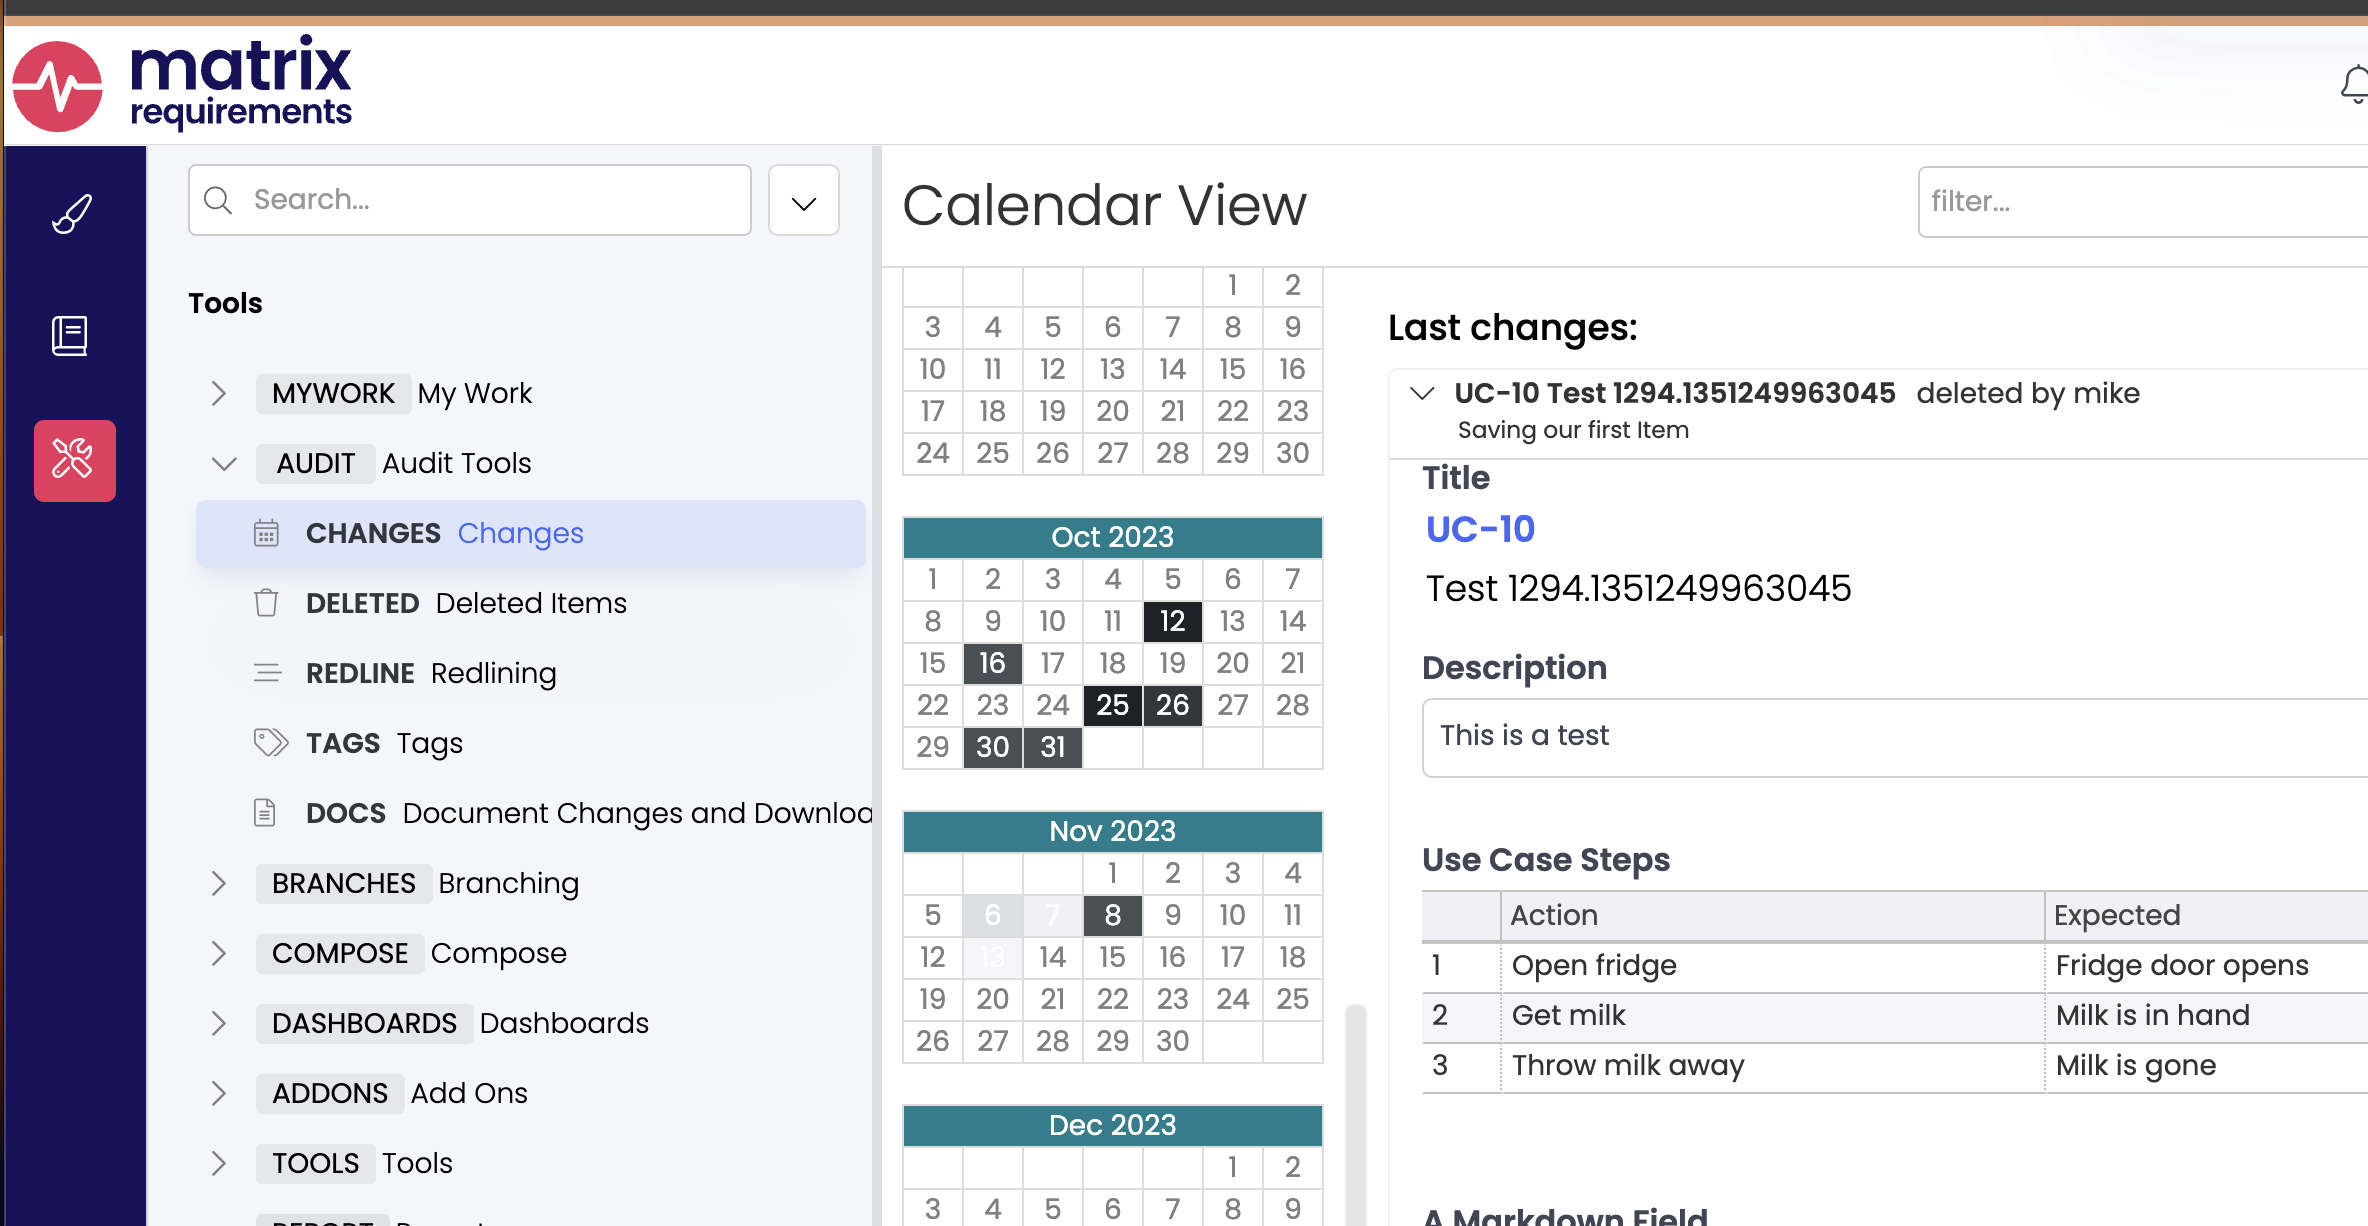 matrix
requirements
Search...
Tools
MYWORK My Work
AUDIT Audit Tools
CHANGES Changes
DELETED Deleted Items
REDLINE Redlining
TAGS Tags
DOCS Document Changes and Downloa
BRANCHES Branching
COMPOSE Compose
DASHBOARDS Dashboards
ADDONS Add Ons
TOOLS Tools
Calendar View
filter...
1 2
3 4 5 6 7 8 9
10 11 12 13 14 15 16
17 18 19 20 21 22 23
24 25 26 27 28 29 30
Oct 2023
1 2 3 4 5 6 7
8 9 10 11 12 13 14
15 16 17 18 19 20 21
22 23 24 25 26 27 28
29 30 31
Nov 2023
1 2 3 4
5 6 7 8 9 10 11
12 13 14 15 16 17 18
19 20 21 22 23 24 25
26 27 28 29 30
Dec 2023
1 2
3 4 5 6 7 8 9
Last changes:
UC-10 Test 1294.1351249963045 deleted by mike
Saving our first Item
Title
UC-10
Test 1294.1351249963045
Description
This is a test
Use Case Steps
Action Expected
1 Open fridge Fridge door opens
2 Get milk Milk is in hand
3 Throw milk away Milk is gone
A Markdown Field